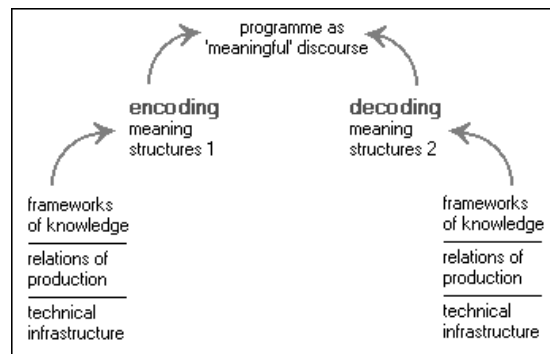 programme as
'meaningful' discourse
encoding
meaning
structures 1
decoding
meaning
structures 2
frameworks
of knowledge
relations of
production
technical
infrastructure
frameworks
of knowledge
relations of
production
technical
infrastructure